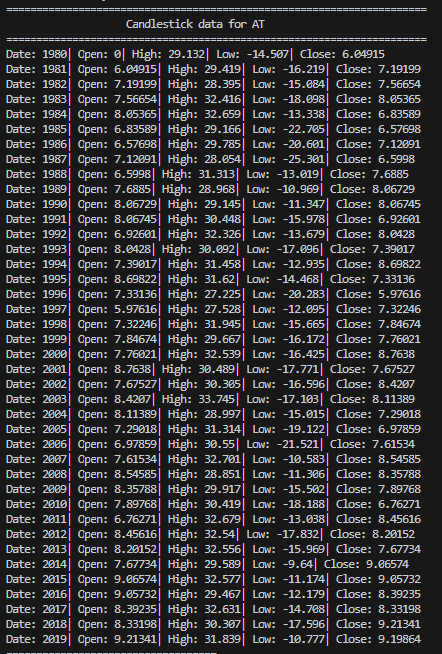 ==============================================================
Candlestick data for AT
==============================================================
Date: 1980| Open: 0| High: 29.132| Low: -14.507| Close: 6.04915
Date: 1981| Open: 6.04915| High: 29.419| Low: -16.219| Close: 7.19199
Date: 1982| Open: 7.19199| High: 28.395| Low: -15.084| Close: 7.56654
Date: 1983| Open: 7.56654| High: 32.416| Low: -18.098| Close: 8.05365
Date: 1984| Open: 8.05365| High: 32.659| Low: -13.338| Close: 6.83589
Date: 1985| Open: 6.83589| High: 29.166| Low: -22.705| Close: 6.57698
Date: 1986| Open: 6.57698| High: 29.785| Low: -20.601| Close: 7.12091
Date: 1987| Open: 7.12091| High: 28.054| Low: -25.301| Close: 6.5998
Date: 1988| Open: 6.5998| High: 31.313| Low: -13.019| Close: 7.6885
Date: 1989| Open: 7.6885| High: 28.968| Low: -10.969| Close: 8.06729
Date: 1990| Open: 8.06729| High: 29.145| Low: -11.347| Close: 8.06745
Date: 1991| Open: 8.06745| High: 30.448| Low: -15.978| Close: 6.92601
Date: 1992| Open: 6.92601| High: 32.326| Low: -13.679| Close: 8.0428
Date: 1993| Open: 8.0428| High: 30.092| Low: -17.096| Close: 7.39017
Date: 1994| Open: 7.39017| High: 31.458| Low: -12.935| Close: 8.69822
Date: 1995| Open: 8.69822| High: 31.62| Low: -14.468| Close: 7.33136
Date: 1996| Open: 7.33136| High: 27.225| Low: -20.283| Close: 5.97616
Date: 1997| Open: 5.97616| High: 27.528| Low: -12.095| Close: 7.32246
Date: 1998| Open: 7.32246| High: 31.945| Low: -15.665| Close: 7.84674
Date: 1999| Open: 7.84674| High: 29.667| Low: -16.172| Close: 7.76021
Date: 2000| Open: 7.76021| High: 32.539| Low: -16.425| Close: 8.7638
Date: 2001| Open: 8.7638| High: 30.489| Low: -17.771| Close: 7.67527
Date: 2002| Open: 7.67527| High: 30.305| Low: -16.596| Close: 8.4207
Date: 2003| Open: 8.4207| High: 33.745| Low: -17.103| Close: 8.11389
Date: 2004| Open: 8.11389| High: 28.997| Low: -15.015| Close: 7.29018
Date: 2005| Open: 7.29018| High: 31.314| Low: -19.122| Close: 6.97859
Date: 2006| Open: 6.97859| High: 30.55| Low: -21.521| Close: 7.61534
Date: 2007| Open: 7.61534| High: 32.701| Low: -10.583| Close: 8.54585
Date: 2008| Open: 8.54585| High: 28.851| Low: -11.306| Close: 8.35788
Date: 2009| Open: 8.35788| High: 29.917| Low: -15.502| Close: 7.89768
Date: 2010| Open: 7.89768| High: 30.419| Low: -18.188| Close: 6.76271
Date: 2011| Open: 6.76271| High: 32.679| Low: -13.038| Close: 8.45616
Date: 2012| Open: 8.45616| High: 32.54| Low: -17.832| Close: 8.20152
Date: 2013| Open: 8.20152| High: 32.556| Low: -15.969| Close: 7.67734
Date: 2014| Open: 7.67734| High: 29.589| Low: -9.64| Close: 9.06574
Date: 2015| Open: 9.06574| High: 32.577| Low: -11.174| Close: 9.05732
Date: 2016| Open: 9.05732| High: 29.467| Low: -12.179| Close: 8.39235
Date: 2017| Open: 8.39235| High: 32.631| Low: -14.708| Close: 8.33198
Date: 2018| Open: 8.33198| High: 30.307| Low: -17.596| Close: 9.21341
Date: 2019| Open: 9.21341| High: 31.839| Low: -10.777| Close: 9.19864
===============================